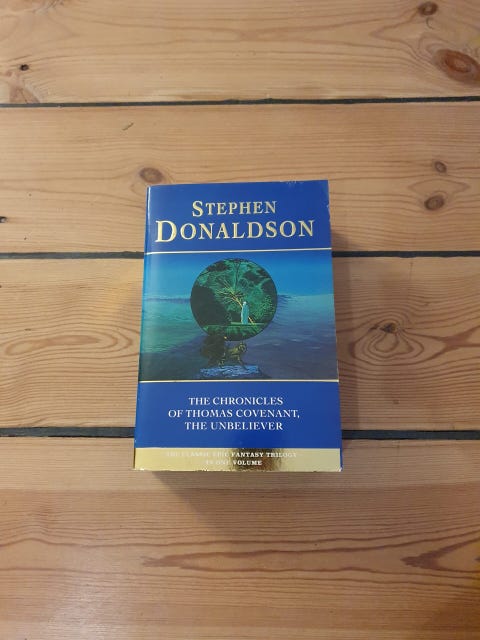 STEPHEN
DONALDSON
THE CHRONICLES
OF THOMAS COVENANT,
THE UNBELIEVER
THE CLASSIC EPIC FANTASY TRILOGY
IN ONE VOLUME